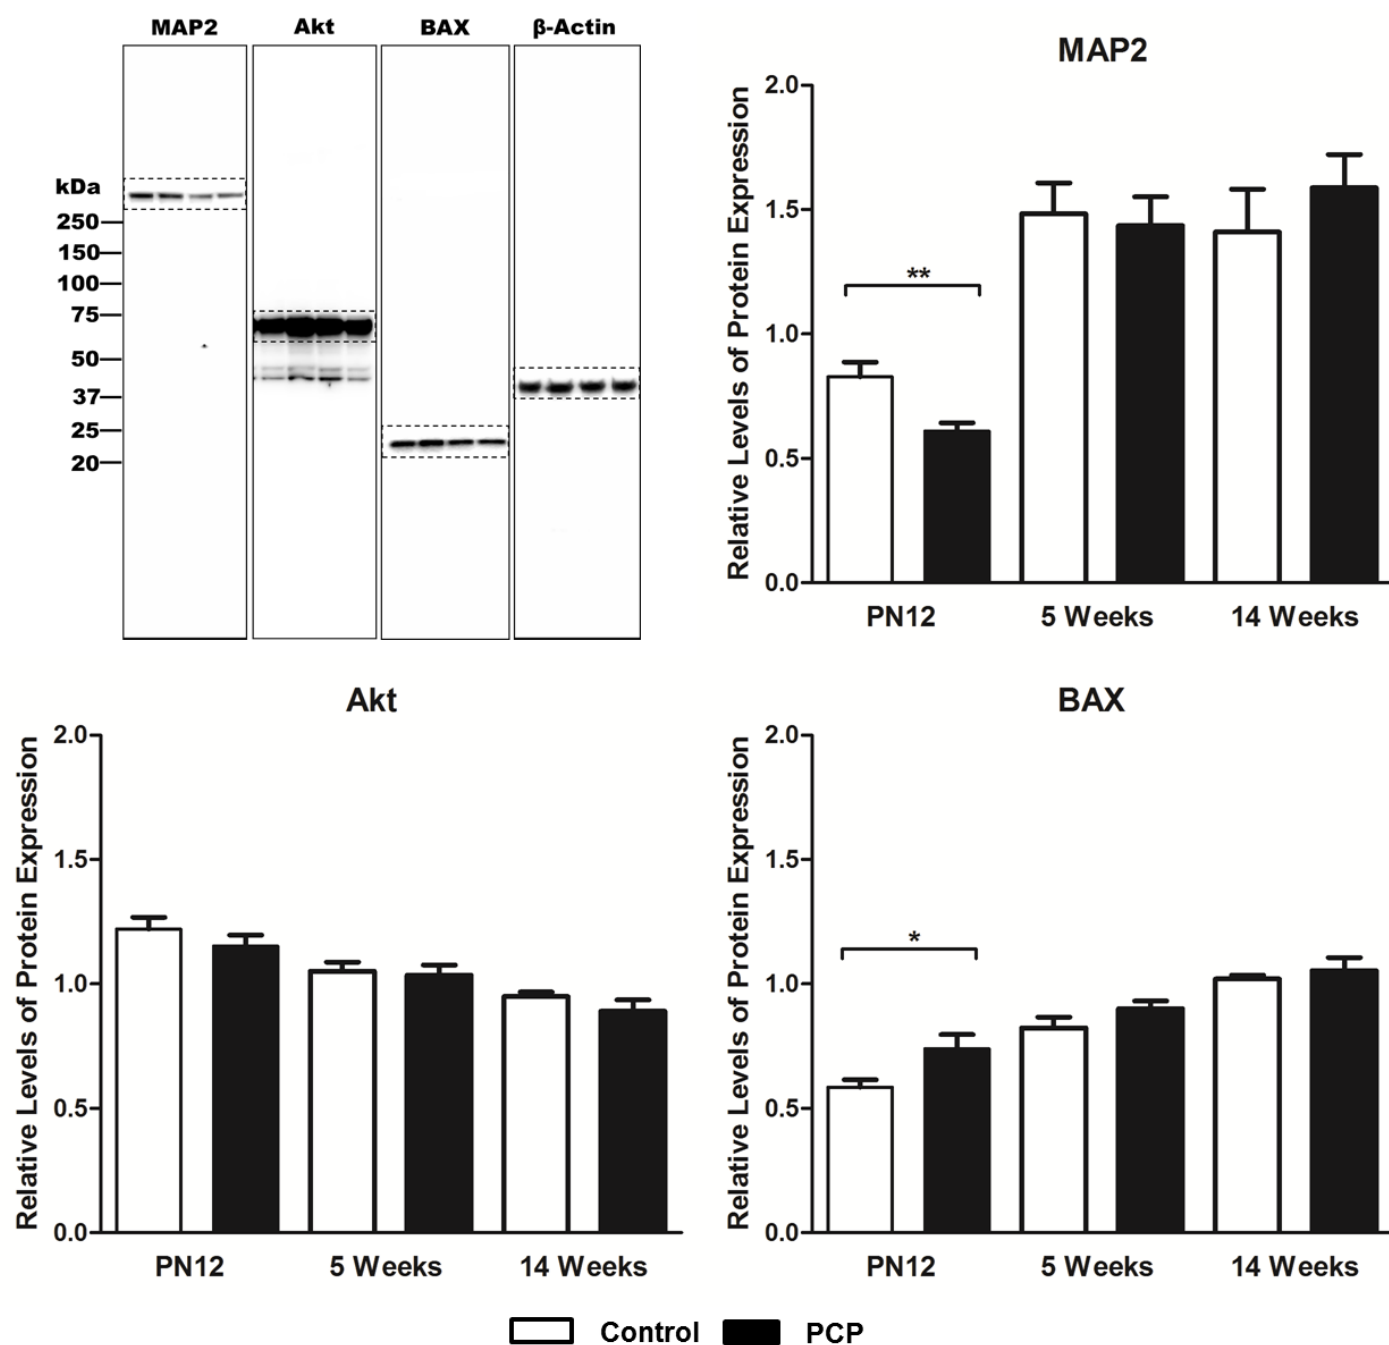 MAP2 Akt BAX β-Actin
kDa
250
150
100
75
50
37
25
20
MAP2
Relative Levels of Protein Expression
2.0
1.5
1.0
0.5
0.0
**
PN12 5 Weeks 14 Weeks
Akt
Relative Levels of Protein Expression
2.0
1.5
1.0
0.5
0.0
PN12 5 Weeks 14 Weeks
BAX
Relative Levels of Protein Expression
2.0
1.5
1.0
0.5
0.0
*
PN12 5 Weeks 14 Weeks
Control PCP